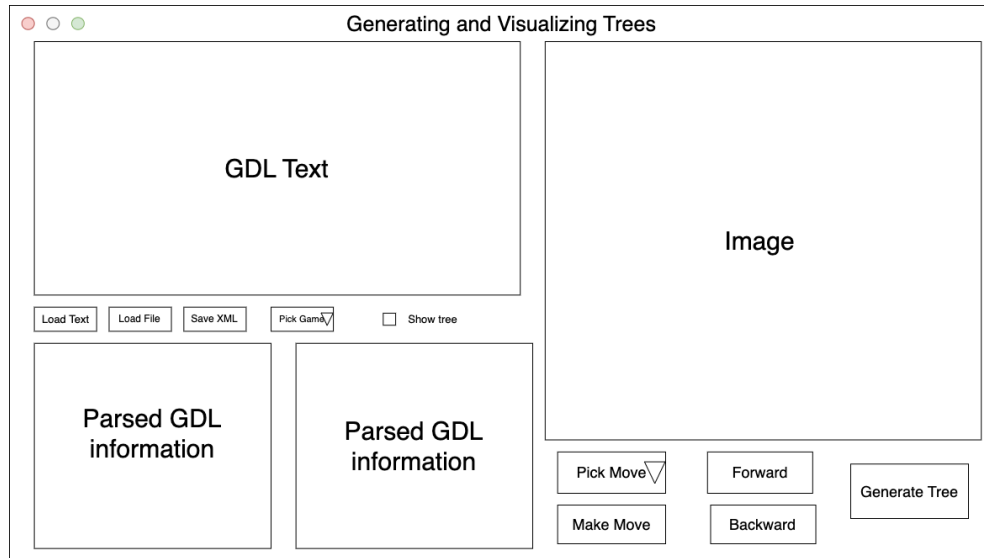 Generating and Visualizing Trees
GDL Text
Image
Load Text
Load File
Save XML
Pick Game
Show tree
Parsed GDL
information
Parsed GDL
information
Pick Move
Forward
Generate Tree
Make Move
Backward